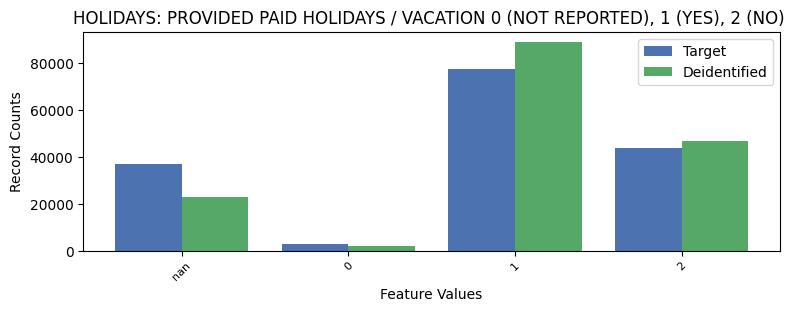 HOLIDAYS: PROVIDED PAID HOLIDAYS / VACATION 0 (NOT REPORTED), 1 (YES), 2 (NO)
Target
Deidentified
Record Counts
80000
60000
40000
20000
0
nan
0
1
2
Feature Values